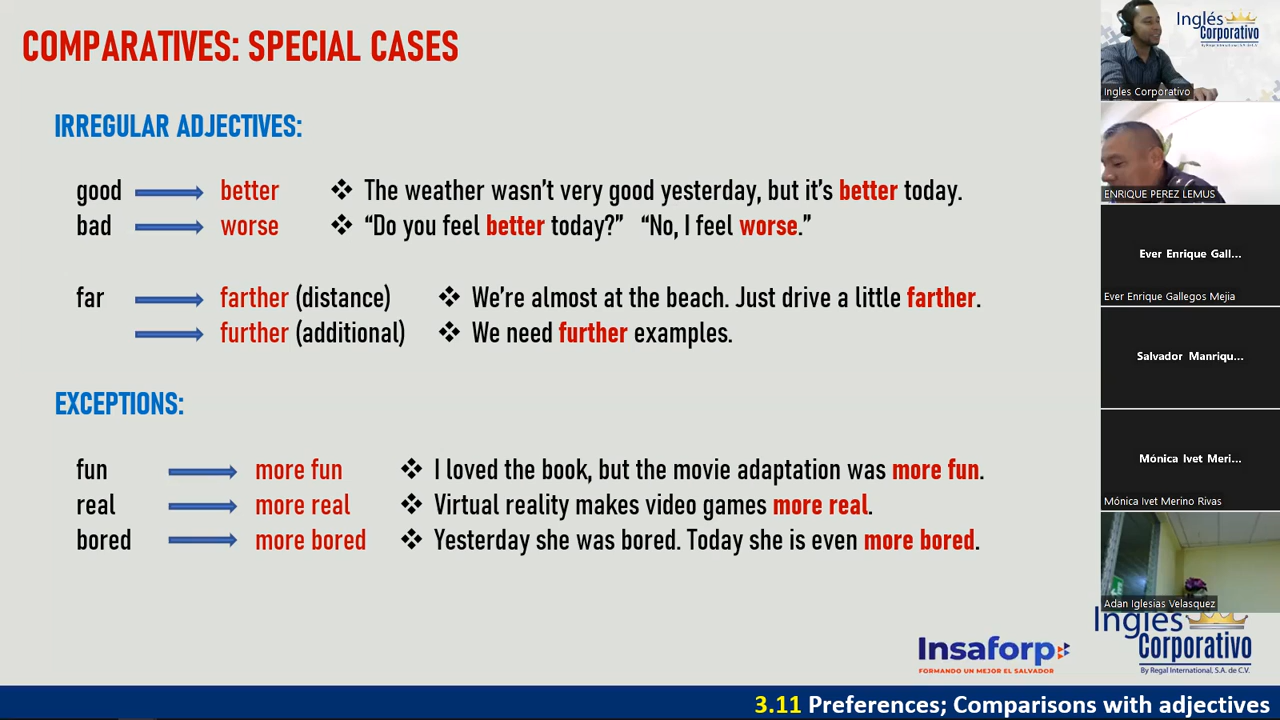 COMPARATIVES: SPECIAL CASES
IRREGULAR ADJECTIVES:
good better ❖ The weather wasn’t very good yesterday, but it’s better today.
bad worse ❖ “Do you feel better today?” “No, I feel worse.”
far farther (distance) ❖ We’re almost at the beach. Just drive a little farther.
further (additional) ❖ We need further examples.
EXCEPTIONS:
fun more fun ❖ I loved the book, but the movie adaptation was more fun.
real more real ❖ Virtual reality makes video games more real.
bored more bored ❖ Yesterday she was bored. Today she is even more bored.
Insaforp
FORMANDO UN MEJOR EL SALVADOR
Inglés
Corporativo
By Regal International, S.A. de C.V.
3.11 Preferences; Comparisons with adjectives
Inglés
Corporativo
Ingles Corporativo
ENRIQUE PEREZ LEMUS
Ever Enrique Gall...
Ever Enrique Gallegos Mejia
Salvador Manriqu...
Mónica Ivet Meri...
Mónica Ivet Merino Rivas
Adan Iglesias Velasquez